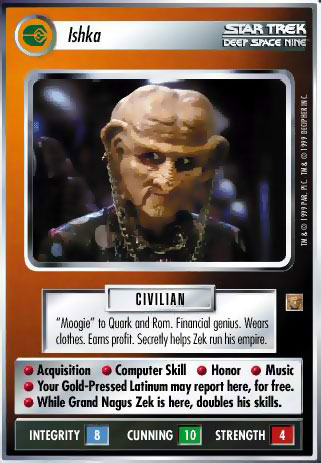 Ishka
STAR TREK
DEEP SPACE NINE
TM & © 1999 PAR. PIC. TM & © 1999 DECIPHER INC.
CIVILIAN
"Moogie" to Quark and Rom. Financial genius. Wears
clothes. Earns profit. Secretly helps Zek run his empire.
Acquisition Computer Skill Honor Music
Your Gold-Pressed Latinum may report here, for free.
While Grand Nagus Zek is here, doubles his skills.
INTEGRITY 8 CUNNING 10 STRENGTH 4